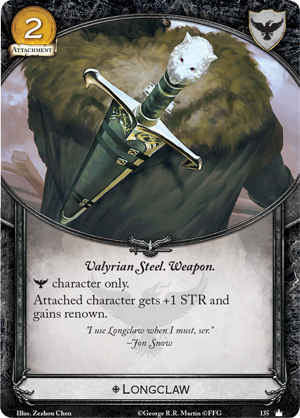 2
ATTACHMENT
Valyrian Steel. Weapon.
character only.
Attached character gets +1 STR and
gains renown.
"I use Longclaw when I must, ser."
–Jon Snow
LONGCLAW
Illus. Zezhou Chen ©George R.R. Martin ©FFG 135